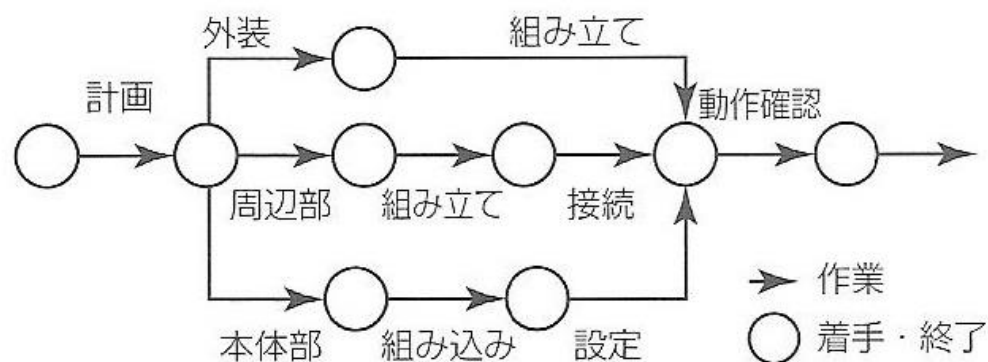 外装
組み立て
計画
動作確認
周辺部
組み立て
接続
本体部
組み込み
設定
作業
着手・終了